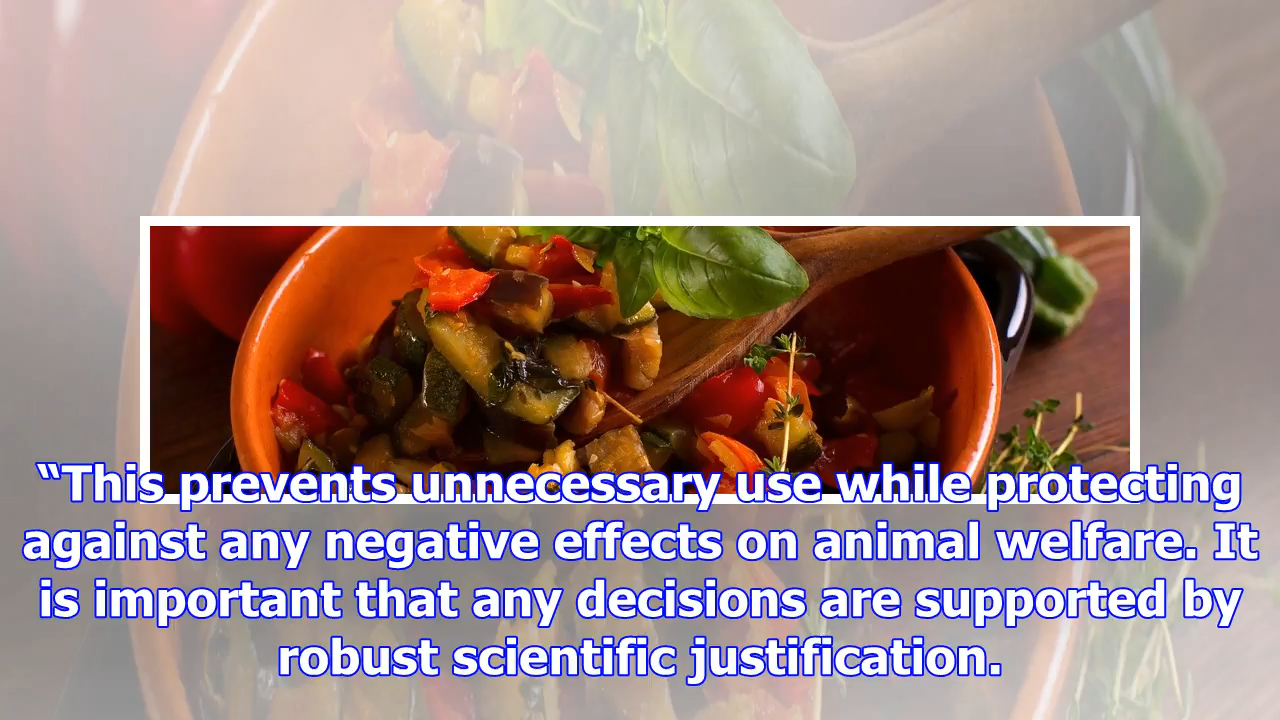 “This prevents unnecessary use while protecting
against any negative effects on animal welfare. It
is important that any decisions are supported by
robust scientific justification.